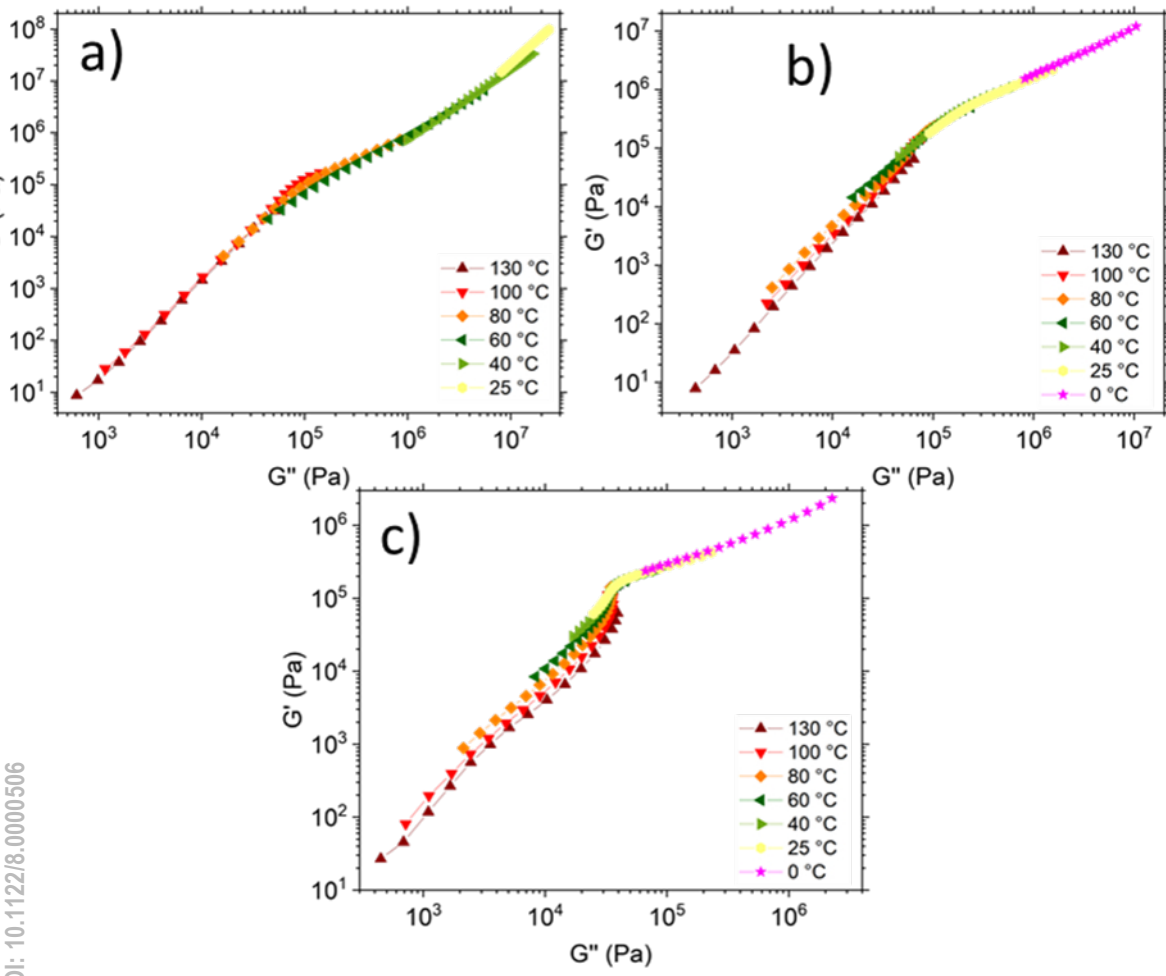 a)
10⁸
10⁷
10⁶
10⁵
10⁴
10³
10²
10¹
10³ 10⁴ 10⁵ 10⁶ 10⁷
G" (Pa)
130 °C
100 °C
80 °C
60 °C
40 °C
25 °C
b)
G' (Pa)
10⁷
10⁶
10⁵
10⁴
10³
10²
10¹
10³ 10⁴ 10⁵ 10⁶ 10⁷
G" (Pa)
130 °C
100 °C
80 °C
60 °C
40 °C
25 °C
0 °C
c)
G' (Pa)
10⁶
10⁵
10⁴
10³
10²
10¹
10³ 10⁴ 10⁵ 10⁶
G" (Pa)
130 °C
100 °C
80 °C
60 °C
40 °C
25 °C
0 °C
OI: 10.1122/8.0000506